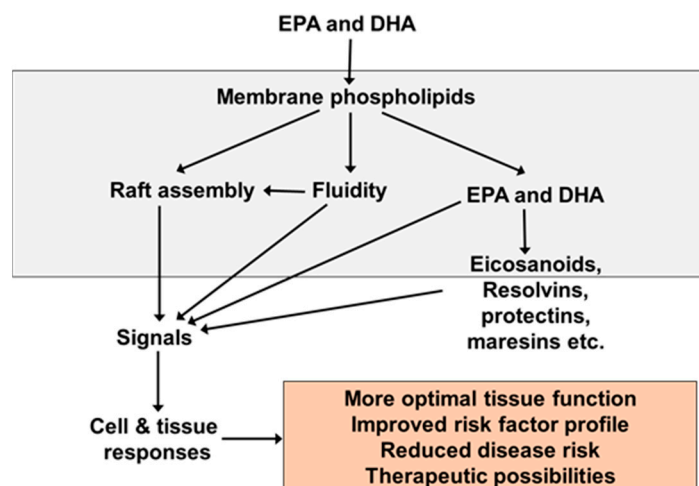 EPA and DHA
Membrane phospholipids
Raft assembly
Fluidity
EPA and DHA
Eicosanoids,
Resolvins,
protectins,
maresins etc.
Signals
Cell & tissue
responses
More optimal tissue function
Improved risk factor profile
Reduced disease risk
Therapeutic possibilities